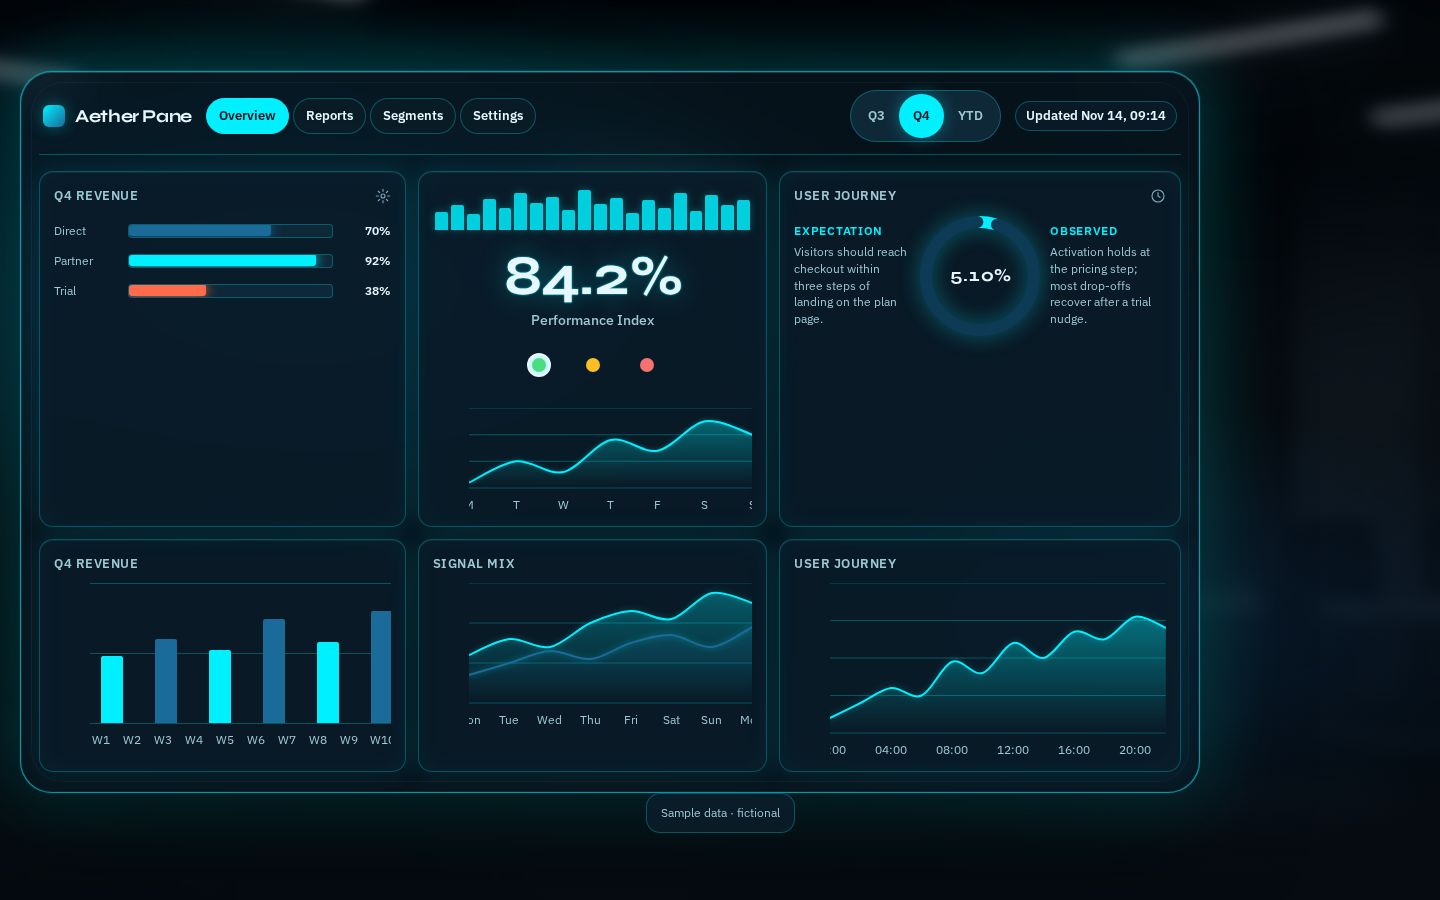 Aether Pane
Overview
Reports
Segments
Settings
Q3
Q4
YTD
Updated Nov 14, 09:14
Q4 REVENUE
Direct 70%
Partner 92%
Trial 38%
84.2%
Performance Index
T W T F S
USER JOURNEY
EXPECTATION
Visitors should reach
checkout within
three steps of
landing on the plan
page.
5.10%
OBSERVED
Activation holds at
the pricing step;
most drop-offs
recover after a trial
nudge.
Q4 REVENUE
W1 W2 W3 W4 W5 W6 W7 W8 W9 W10
SIGNAL MIX
Tue Wed Thu Fri Sat Sun
USER JOURNEY
:00 04:00 08:00 12:00 16:00 20:00
Sample data · fictional